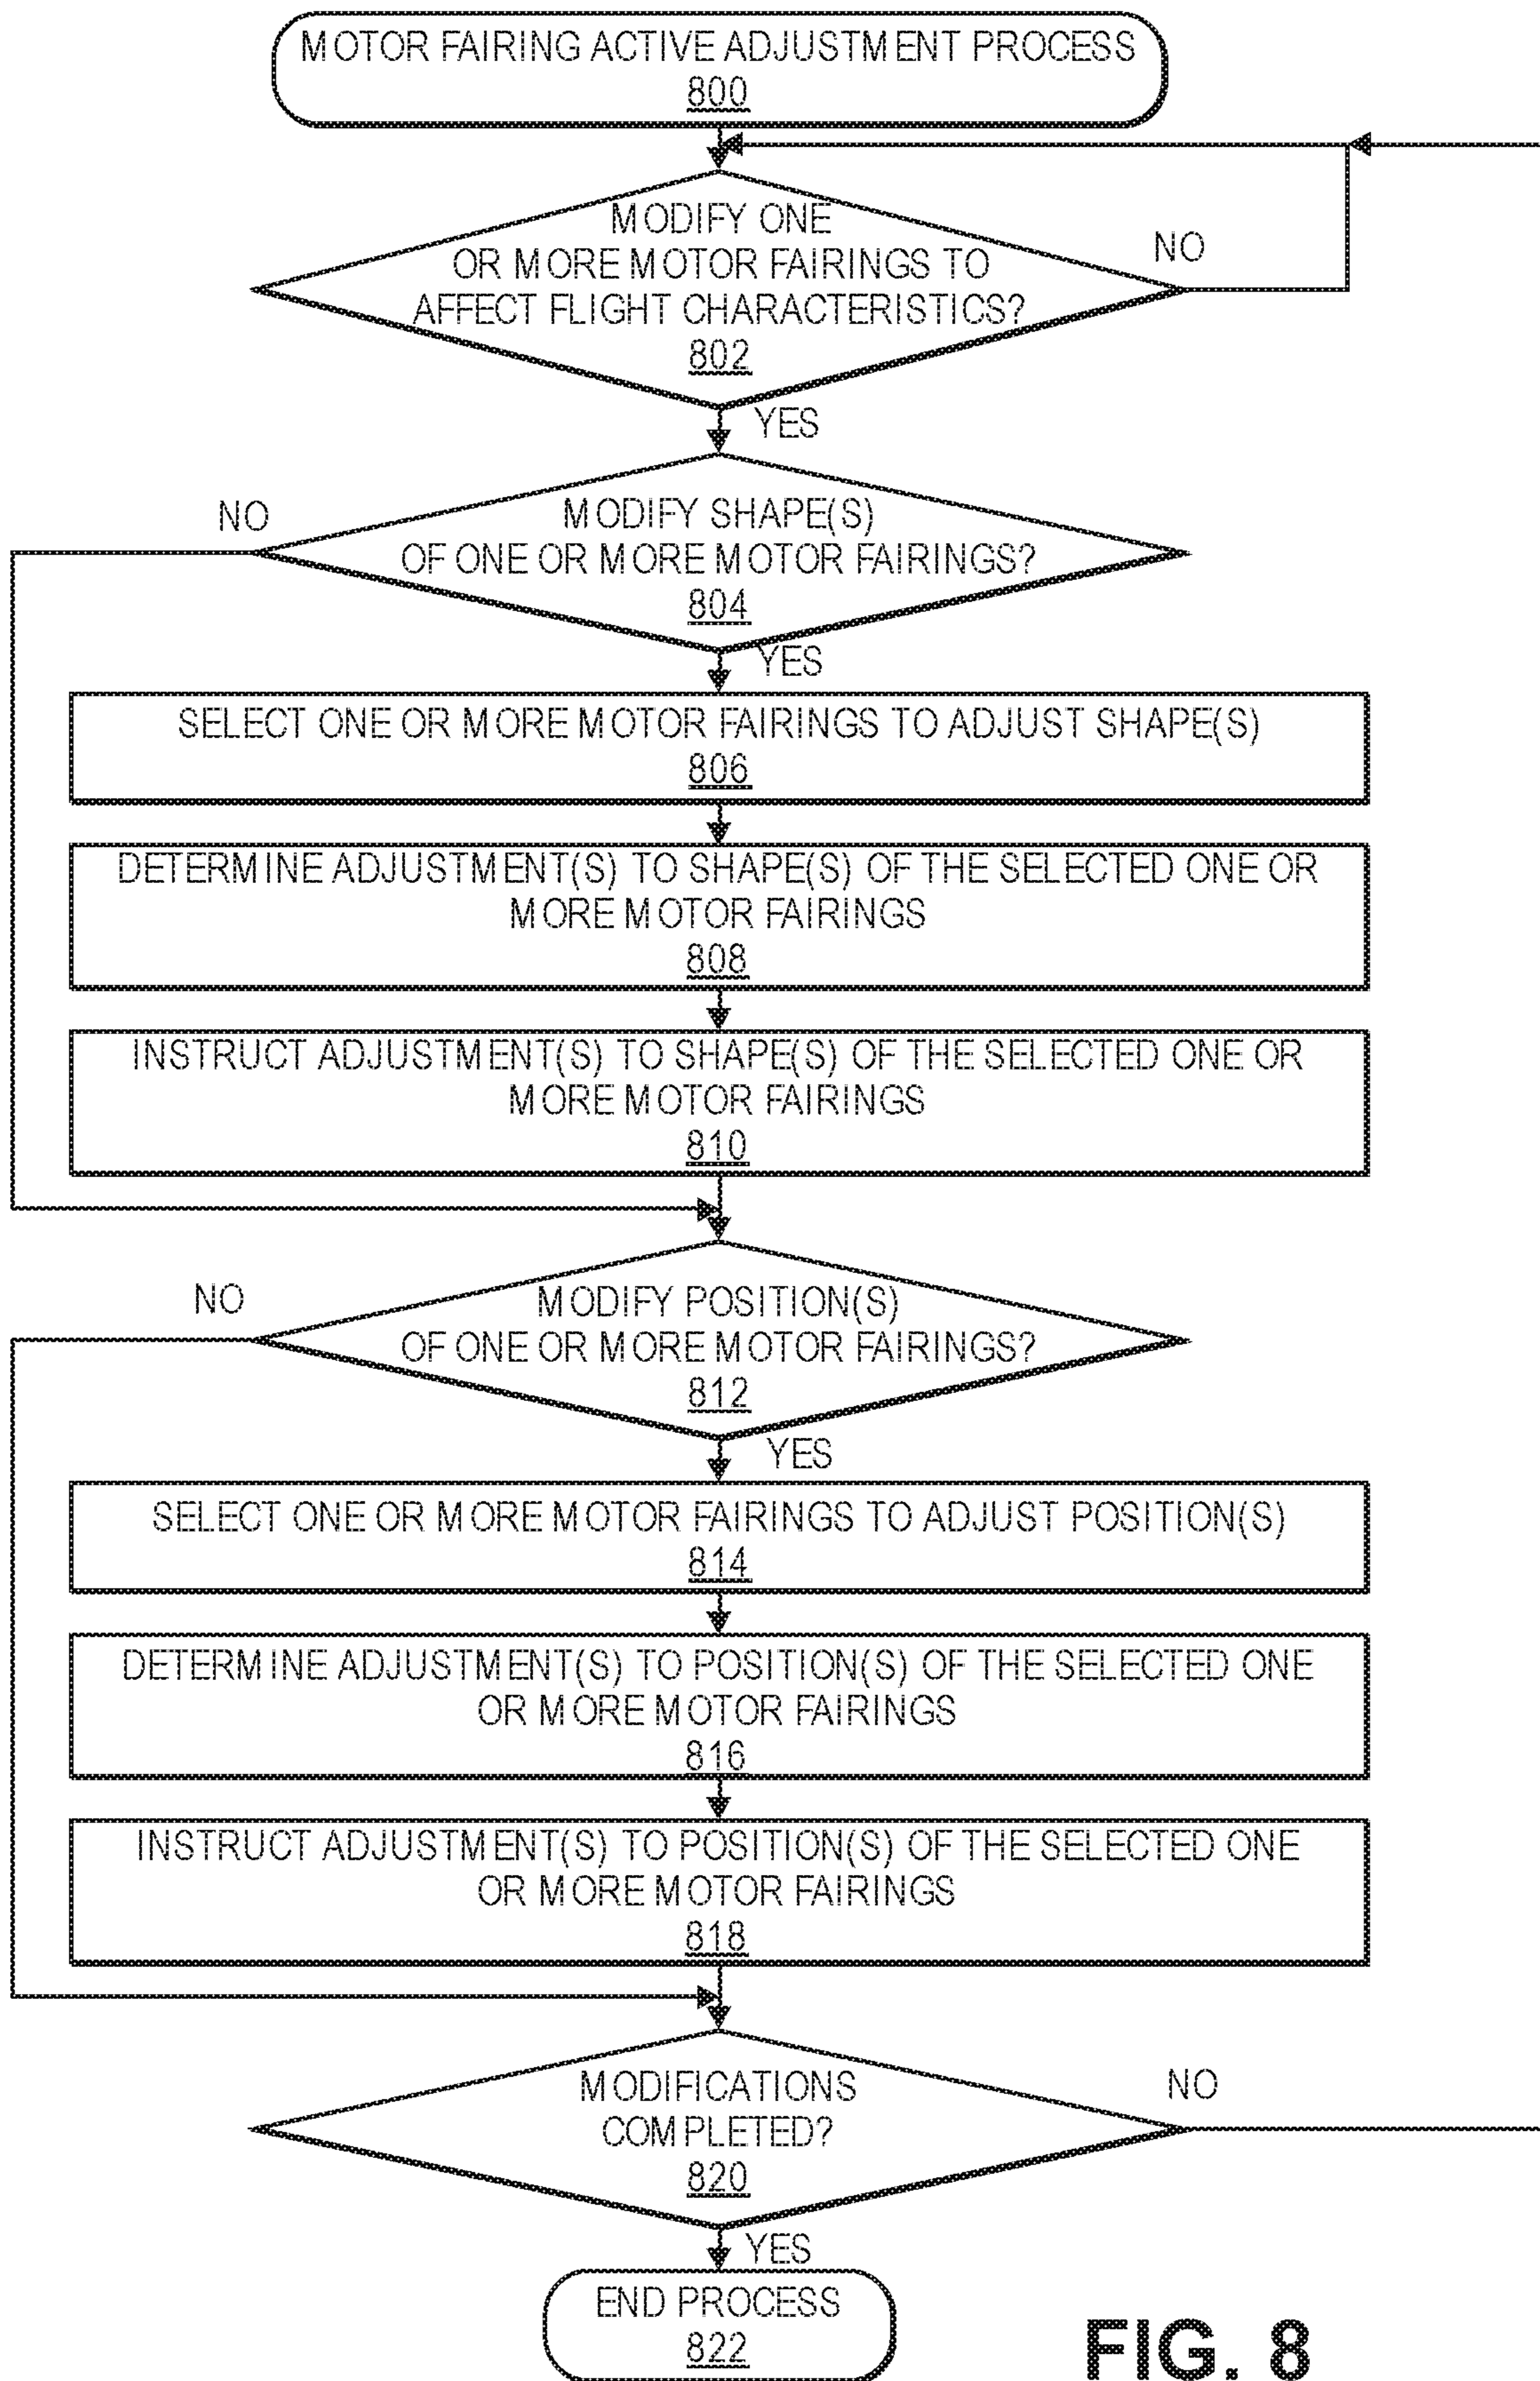 MOTOR FAIRING ACTIVE ADJUSTMENT PROCESS
800
MODIFY ONE
OR MORE MOTOR FAIRINGS TO
AFFECT FLIGHT CHARACTERISTICS?
802
NO
YES
MODIFY SHAPE(S)
OF ONE OR MORE MOTOR FAIRINGS?
804
NO
YES
SELECT ONE OR MORE MOTOR FAIRINGS TO ADJUST SHAPE(S)
806
DETERMINE ADJUSTMENT(S) TO SHAPE(S) OF THE SELECTED ONE OR
MORE MOTOR FAIRINGS
808
INSTRUCT ADJUSTMENT(S) TO SHAPE(S) OF THE SELECTED ONE OR
MORE MOTOR FAIRINGS
810
MODIFY POSITION(S)
OF ONE OR MORE MOTOR FAIRINGS?
812
NO
YES
SELECT ONE OR MORE MOTOR FAIRINGS TO ADJUST POSITION(S)
814
DETERMINE ADJUSTMENT(S) TO POSITION(S) OF THE SELECTED ONE
OR MORE MOTOR FAIRINGS
816
INSTRUCT ADJUSTMENT(S) TO POSITION(S) OF THE SELECTED ONE
OR MORE MOTOR FAIRINGS
818
MODIFICATIONS
COMPLETED?
820
NO
YES
END PROCESS
822
FIG. 8